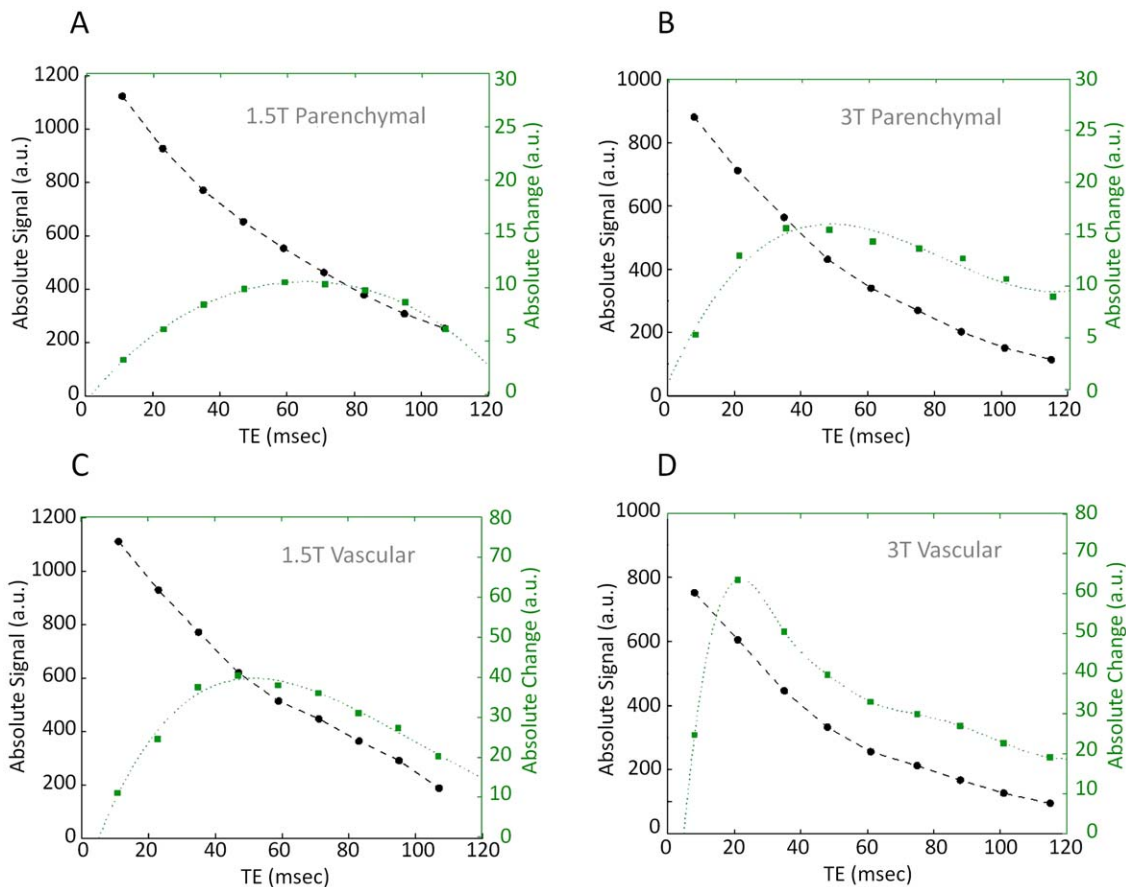 A
1200
1000
800
600
400
200
0
Absolute Signal (a.u.)
1.5T Parenchymal
30
25
20
15
10
5
0
Absolute Change (a.u.)
0 20 40 60 80 100 120
TE (msec)
B
1000
800
600
400
200
0
Absolute Signal (a.u.)
3T Parenchymal
30
25
20
15
10
5
0
Absolute Change (a.u.)
0 20 40 60 80 100 120
TE (msec)
C
1200
1000
800
600
400
200
0
Absolute Signal (a.u.)
1.5T Vascular
80
70
60
50
40
30
20
10
0
Absolute Change (a.u.)
0 20 40 60 80 100 120
TE (msec)
D
1000
800
600
400
200
0
Absolute Signal (a.u.)
3T Vascular
80
70
60
50
40
30
20
10
0
Absolute Change (a.u.)
0 20 40 60 80 100 120
TE (msec)